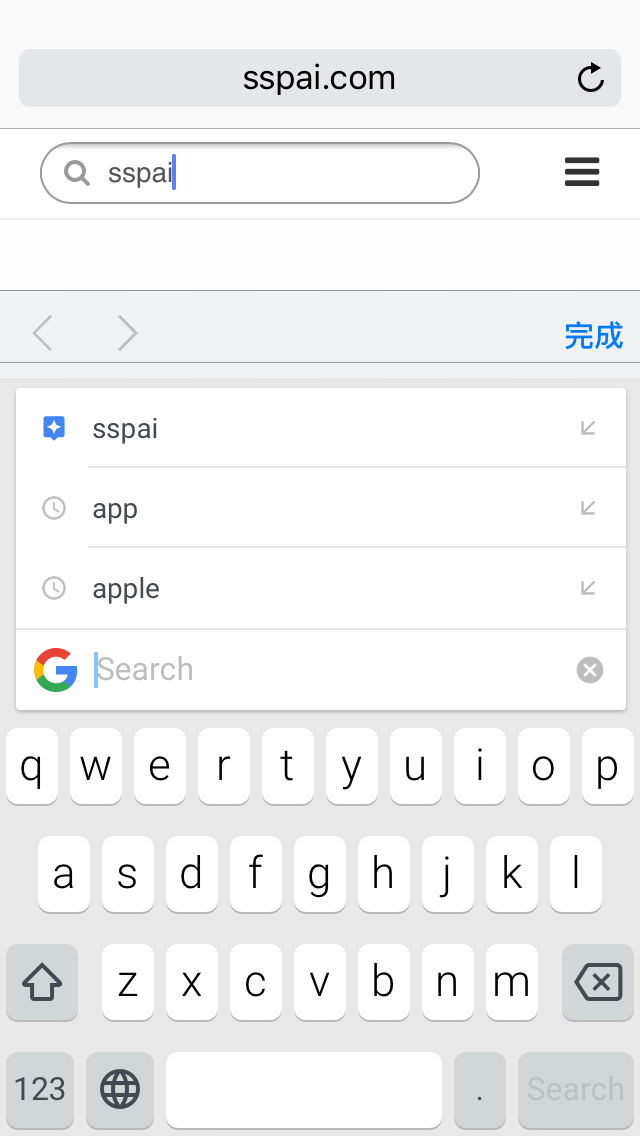 sspai.com
sspai
完成
sspai
app
apple
Search
q w e r t y u i o p
a s d f g h j k l
z x c v b n m
123 . Search